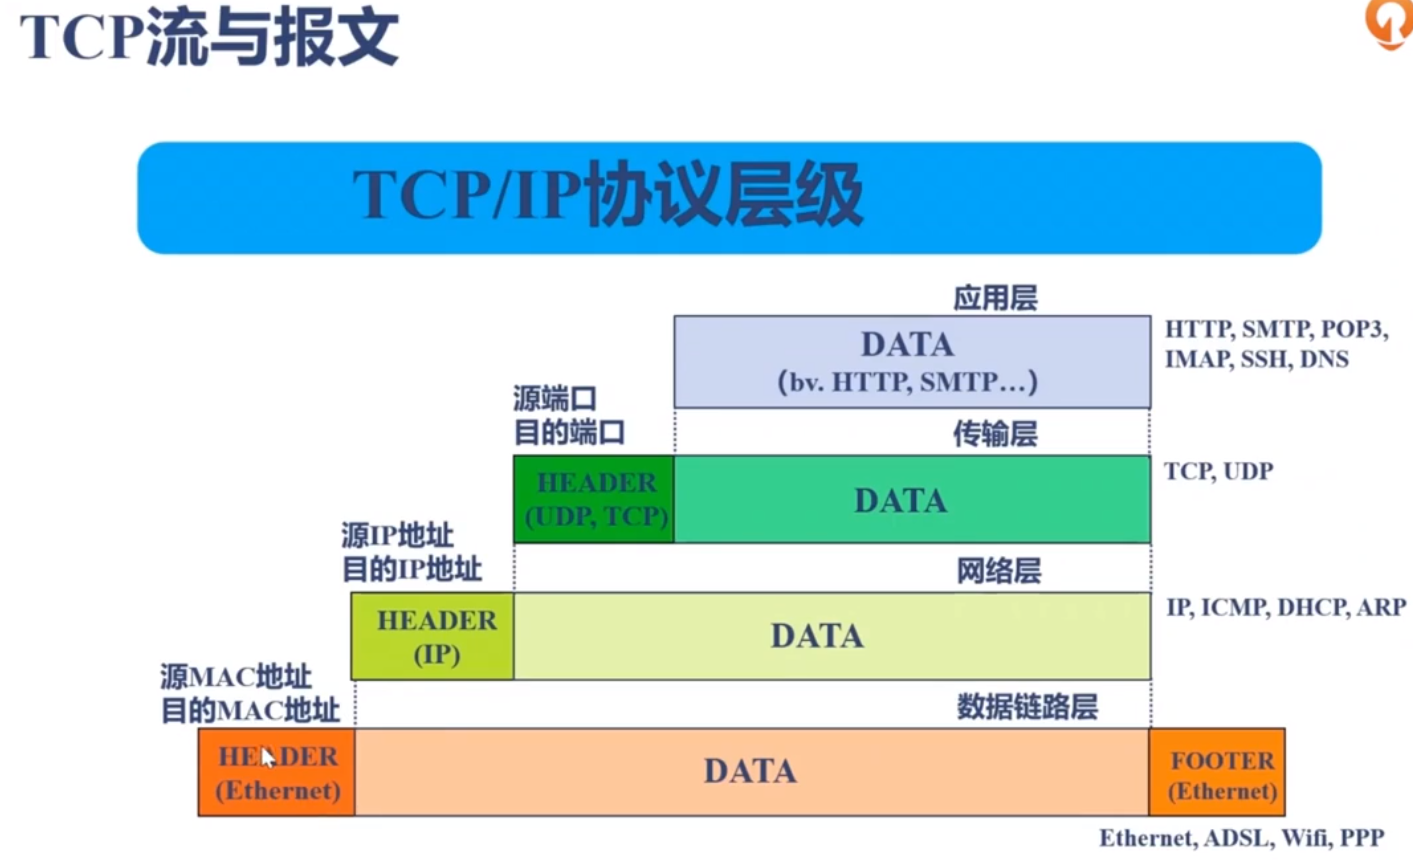 TCP流与报文
TCP/IP协议层级
应用层
DATA
(bv. HTTP, SMTP…)
HTTP, SMTP, POP3,
IMAP, SSH, DNS
源端口
目的端口
传输层
HEADER
(UDP, TCP)
DATA
TCP, UDP
源IP地址
目的IP地址
网络层
HEADER
(IP)
DATA
IP, ICMP, DHCP, ARP
源MAC地址
目的MAC地址
数据链路层
HEADER
(Ethernet)
DATA
FOOTER
(Ethernet)
Ethernet, ADSL, Wifi, PPP